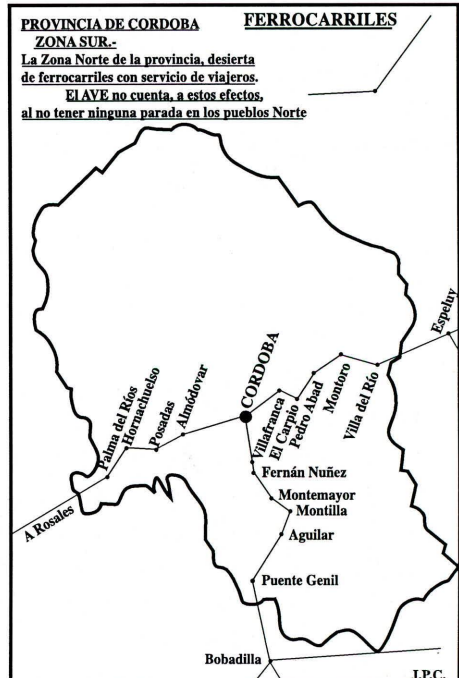 PROVINCIA DE CORDOBA
ZONA SUR.-
La Zona Norte de la provincia, desierta
de ferrocarriles con servicio de viajeros.
El AVE no cuenta, a estos efectos,
al no tener ninguna parada en los pueblos Norte
FERROCARRILES
Espeluy
CORDOBA
Villafranca
El Carpio
Pedro Abad
Montoro
Villa del Río
Almódovar
Posadas
Hornachuelso
Palma del Ríos
A Rosales
Fernán Nuñez
Montemayor
Montilla
Aguilar
Puente Genil
Bobadilla
J.P.C.